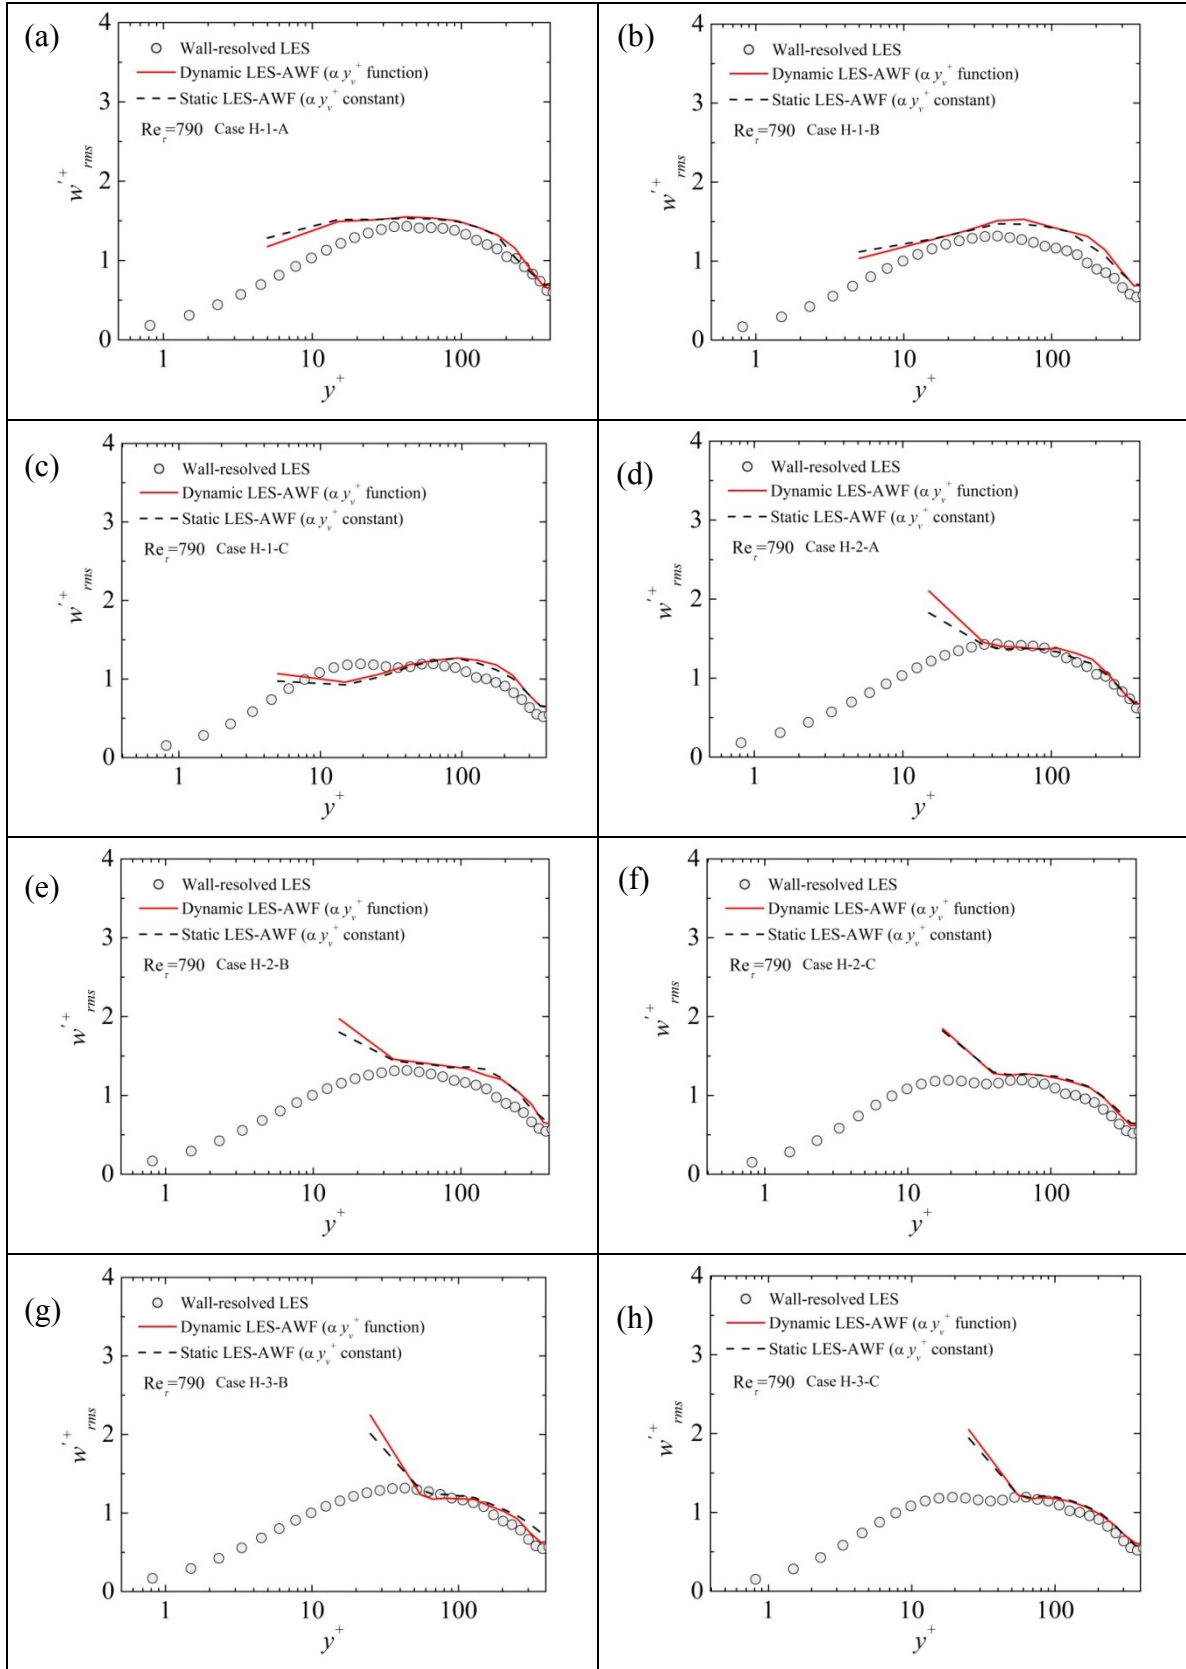 (a)
Wall-resolved LES
Dynamic LES-AWF (α y_v^+ function)
Static LES-AWF (α y_v^+ constant)
Re_τ=790 Case H-1-A
w'^+_rms
4
3
2
1
0
1 10 100
y^+
(b)
Wall-resolved LES
Dynamic LES-AWF (α y_v^+ function)
Static LES-AWF (α y_v^+ constant)
Re_τ=790 Case H-1-B
w'^+_rms
4
3
2
1
0
1 10 100
y^+
(c)
Wall-resolved LES
Dynamic LES-AWF (α y_v^+ function)
Static LES-AWF (α y_v^+ constant)
Re_τ=790 Case H-1-C
w'^+_rms
4
3
2
1
0
1 10 100
y^+
(d)
Wall-resolved LES
Dynamic LES-AWF (α y_v^+ function)
Static LES-AWF (α y_v^+ constant)
Re_τ=790 Case H-2-A
w'^+_rms
4
3
2
1
0
1 10 100
y^+
(e)
Wall-resolved LES
Dynamic LES-AWF (α y_v^+ function)
Static LES-AWF (α y_v^+ constant)
Re_τ=790 Case H-2-B
w'^+_rms
4
3
2
1
0
1 10 100
y^+
(f)
Wall-resolved LES
Dynamic LES-AWF (α y_v^+ function)
Static LES-AWF (α y_v^+ constant)
Re_τ=790 Case H-2-C
w'^+_rms
4
3
2
1
0
1 10 100
y^+
(g)
Wall-resolved LES
Dynamic LES-AWF (α y_v^+ function)
Static LES-AWF (α y_v^+ constant)
Re_τ=790 Case H-3-B
w'^+_rms
4
3
2
1
0
1 10 100
y^+
(h)
Wall-resolved LES
Dynamic LES-AWF (α y_v^+ function)
Static LES-AWF (α y_v^+ constant)
Re_τ=790 Case H-3-C
w'^+_rms
4
3
2
1
0
1 10 100
y^+